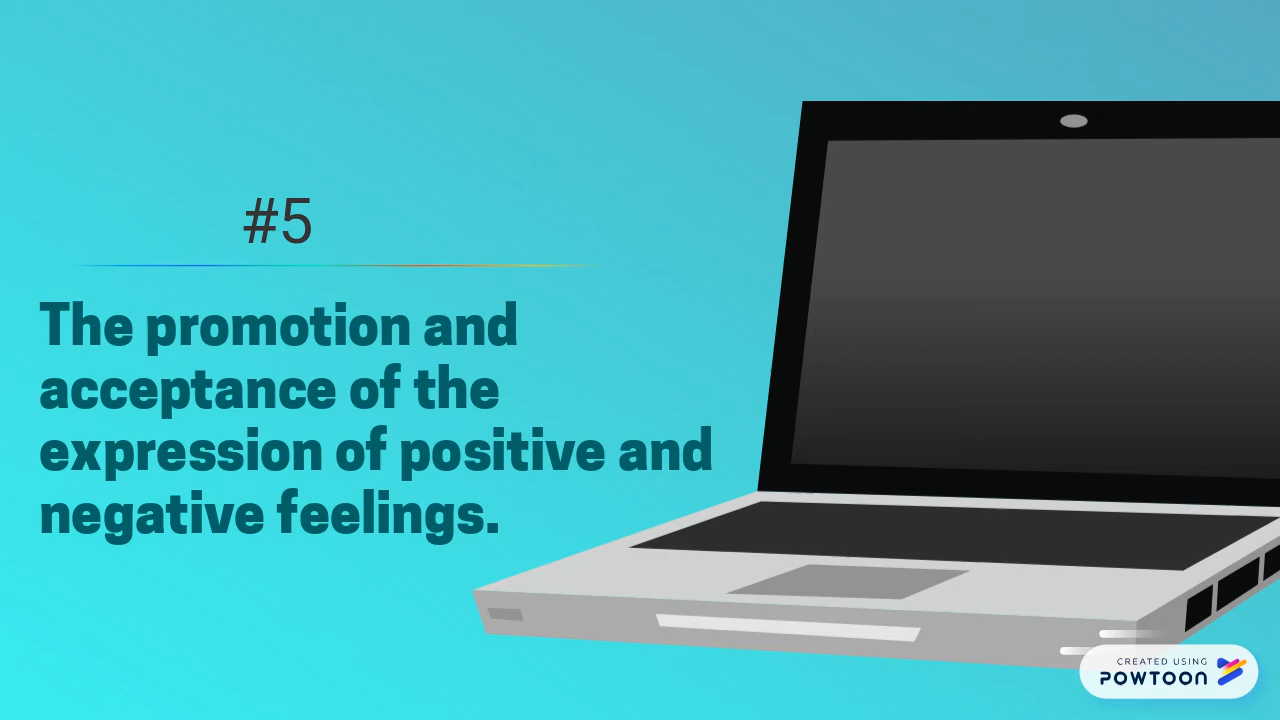 #5
The promotion and
acceptance of the
expression of positive and
negative feelings.
CREATED USING
POWTOON